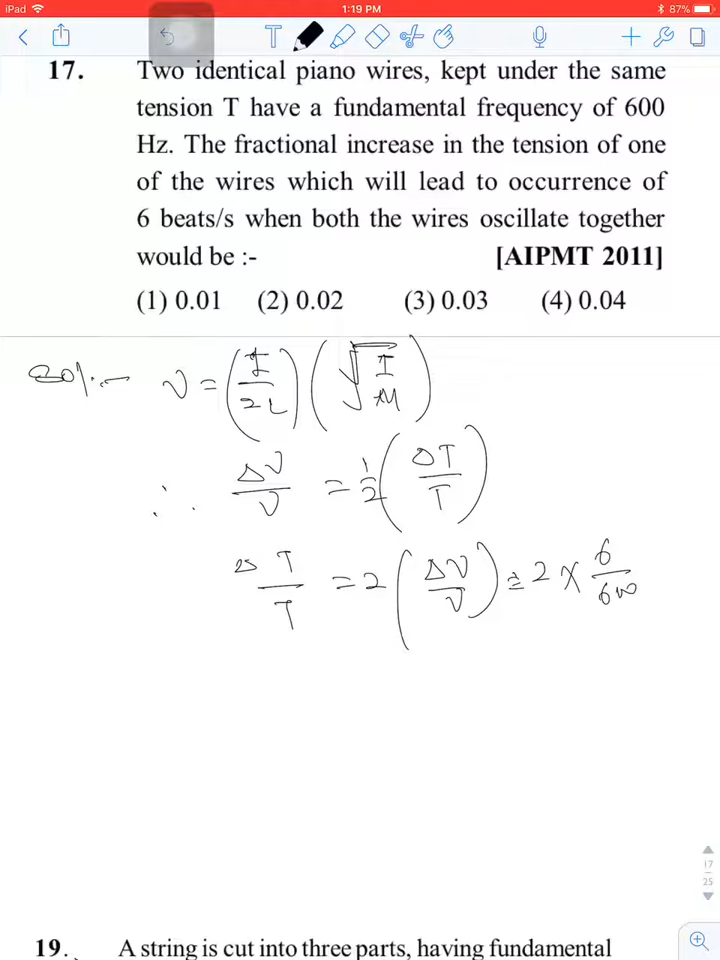 iPad 1:19 PM 87%
17. Two identical piano wires, kept under the same
tension T have a fundamental frequency of 600
Hz. The fractional increase in the tension of one
of the wires which will lead to occurrence of
6 beats/s when both the wires oscillate together
would be :- [AIPMT 2011]
(1) 0.01 (2) 0.02 (3) 0.03 (4) 0.04
Sol:- ν = (1/2L) (√T/M)
∴ Δν/ν = 1/2 (ΔT/T)
ΔT/T = 2 (Δν/ν) = 2 × 6/600
17
25
19. A string is cut into three parts, having fundamental